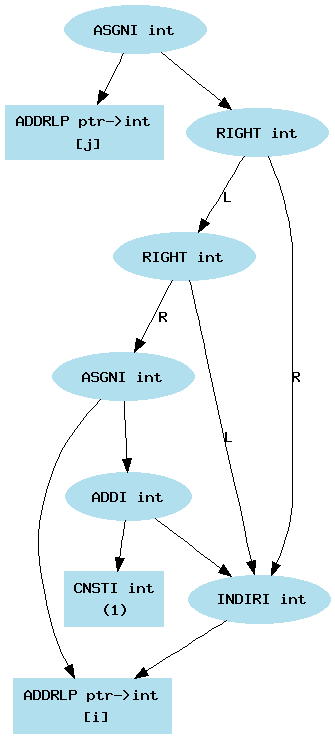 ASGNI int
ADDRLP ptr->int
[j]
RIGHT int
L
RIGHT int
R
R
ASGNI int
L
ADDI int
CNSTI int
(1)
INDIRI int
ADDRLP ptr->int
[i]